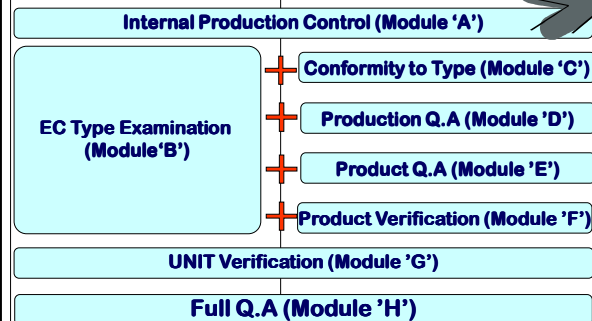 Internal Production Control (Module ‘A’)
EC Type Examination
(Module‘B’)
Conformity to Type (Module ‘C’)
Production Q.A (Module ’D’)
Product Q.A (Module ’E’)
Product Verification (Module ’F’)
UNIT Verification (Module ’G’)
Full Q.A (Module ’H’)